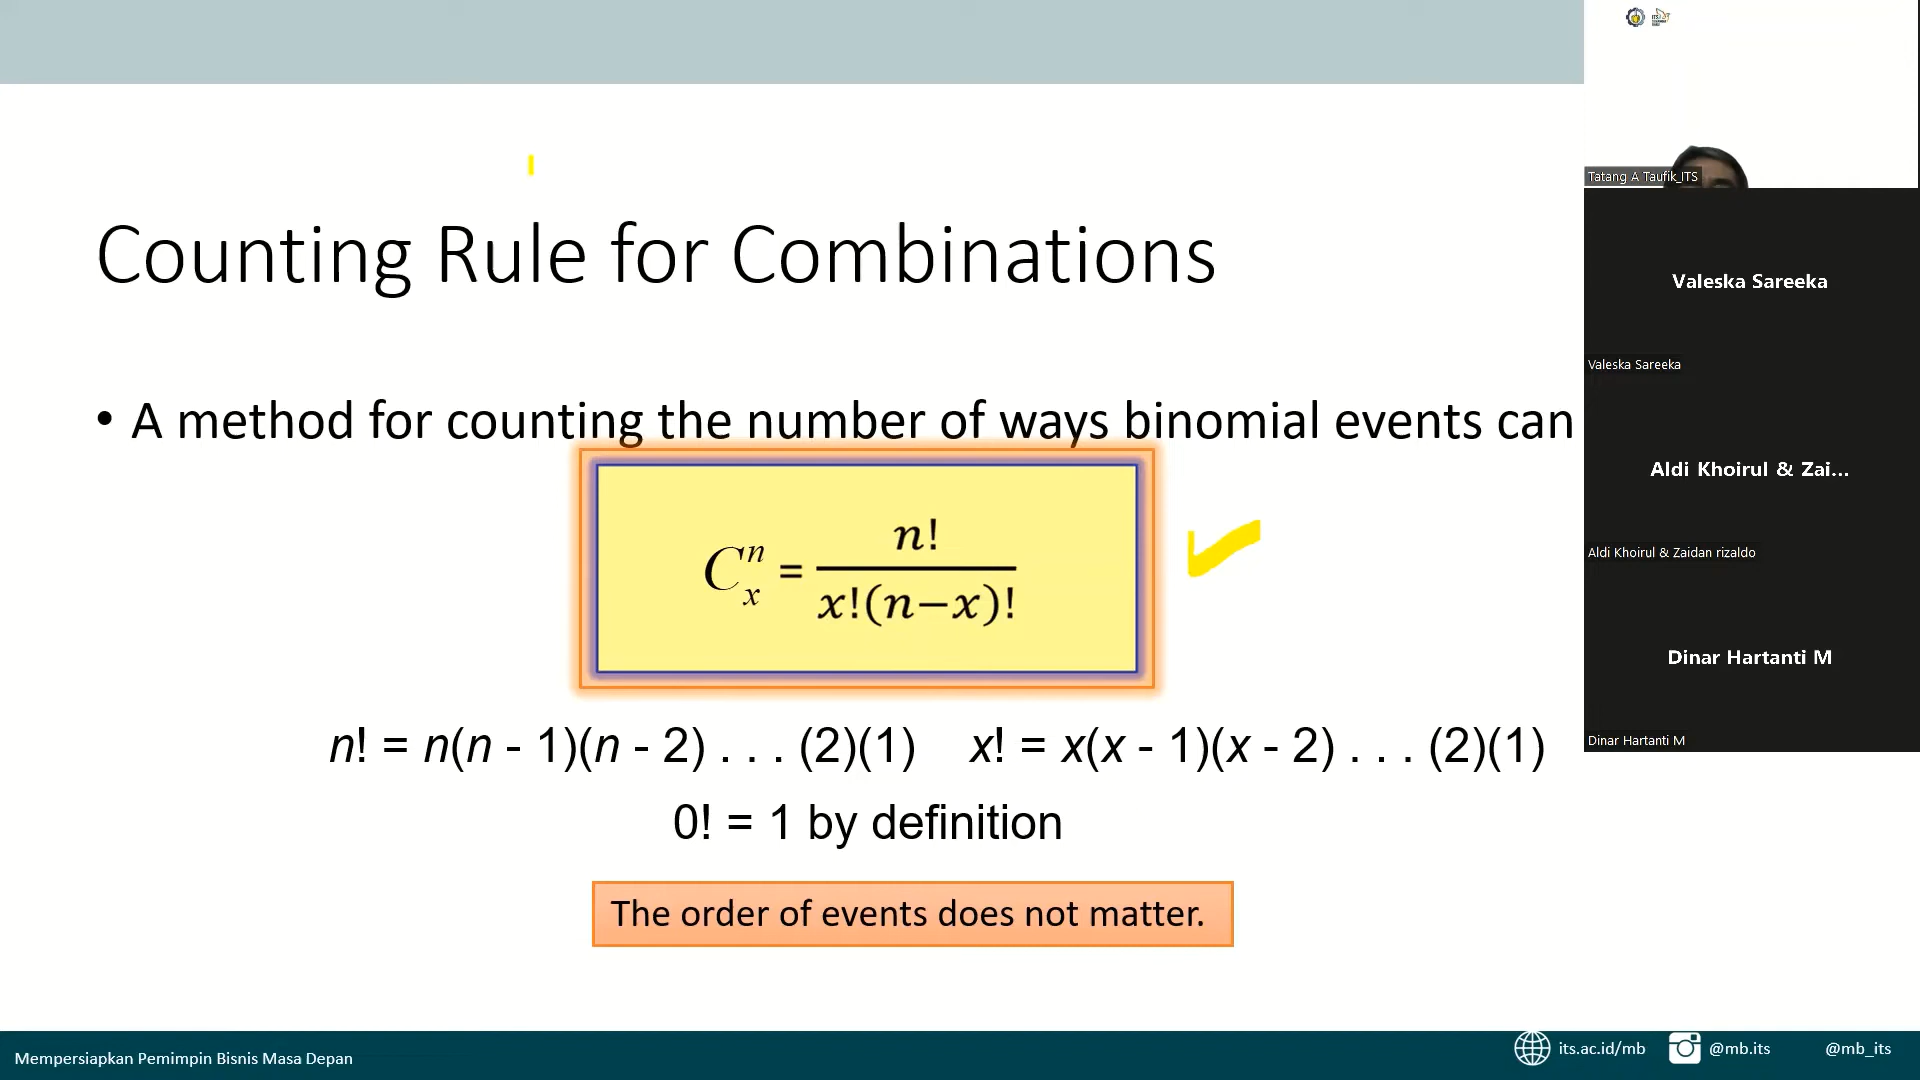 Counting Rule for Combinations
• A method for counting the number of ways binomial events can
C n x = n! / x!(n−x)!
n! = n(n - 1)(n - 2) . . . (2)(1) x! = x(x - 1)(x - 2) . . . (2)(1)
0! = 1 by definition
The order of events does not matter.
Tatang A Taufik_ITS
Valeska Sareeka
Valeska Sareeka
Aldi Khoirul & Zai...
Aldi Khoirul & Zaidan rizaldo
Dinar Hartanti M
Dinar Hartanti M
Mempersiapkan Pemimpin Bisnis Masa Depan
its.ac.id/mb @mb.its @mb_its